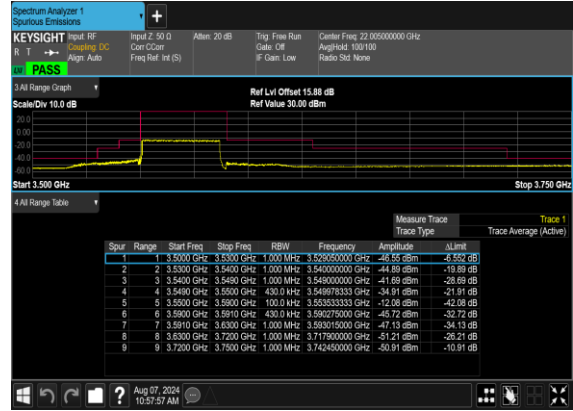 Spectrum Analyzer 1
Spurious Emissions
KEYSIGHT Input: RF Input Z: 50 Ω Atten: 20 dB Trig: Free Run Center Freq: 22.005000000 GHz
R T Coupling: DC Corr CCorr Gate: Off Avg|Hold: 100/100
Align: Auto Freq Ref: Int (S) IF Gain: Low Radio Std: None
PASS
3 All Range Graph
Ref Lvl Offset 15.88 dB
Scale/Div 10.0 dB Ref Value 30.00 dBm
20.0
0.00
-20.0
-40.0
-60.0
Start 3.500 GHz Stop 3.750 GHz
4 All Range Table
Measure Trace Trace 1
Trace Type Trace Average (Active)
Spur Range Start Freq Stop Freq RBW Frequency Amplitude ΔLimit
1 1 3.5000 GHz 3.5300 GHz 1.000 MHz 3.529050000 GHz -46.55 dBm -6.552 dB
2 2 3.5300 GHz 3.5400 GHz 1.000 MHz 3.540000000 GHz -44.89 dBm -19.89 dB
3 3 3.5400 GHz 3.5490 GHz 1.000 MHz 3.549000000 GHz -41.69 dBm -28.69 dB
4 4 3.5490 GHz 3.5500 GHz 430.0 kHz 3.549978333 GHz -34.91 dBm -21.91 dB
5 5 3.5500 GHz 3.5900 GHz 100.0 kHz 3.553533333 GHz -12.08 dBm -42.08 dB
6 6 3.5900 GHz 3.5910 GHz 430.0 kHz 3.590275000 GHz -45.72 dBm -32.72 dB
7 7 3.5910 GHz 3.6300 GHz 1.000 MHz 3.593015000 GHz -47.13 dBm -34.13 dB
8 8 3.6300 GHz 3.7200 GHz 1.000 MHz 3.717900000 GHz -51.21 dBm -26.21 dB
9 9 3.7200 GHz 3.7500 GHz 1.000 MHz 3.742450000 GHz -50.91 dBm -10.91 dB
Aug 07, 2024
10:57:57 AM